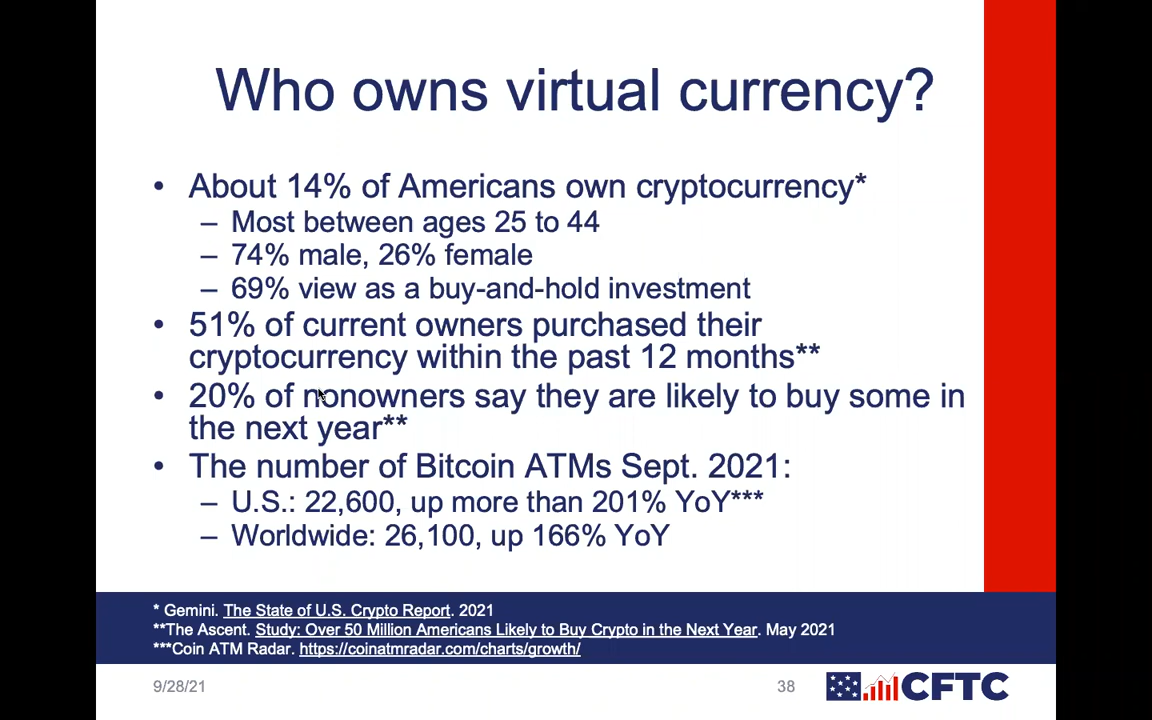 Who owns virtual currency?
• About 14% of Americans own cryptocurrency*
– Most between ages 25 to 44
– 74% male, 26% female
– 69% view as a buy-and-hold investment
• 51% of current owners purchased their
cryptocurrency within the past 12 months**
• 20% of nonowners say they are likely to buy some in
the next year**
• The number of Bitcoin ATMs Sept. 2021:
– U.S.: 22,600, up more than 201% YoY***
– Worldwide: 26,100, up 166% YoY
* Gemini. The State of U.S. Crypto Report. 2021
**The Ascent. Study: Over 50 Million Americans Likely to Buy Crypto in the Next Year. May 2021
***Coin ATM Radar. https://coinatmradar.com/charts/growth/
9/28/21
38
CFTC